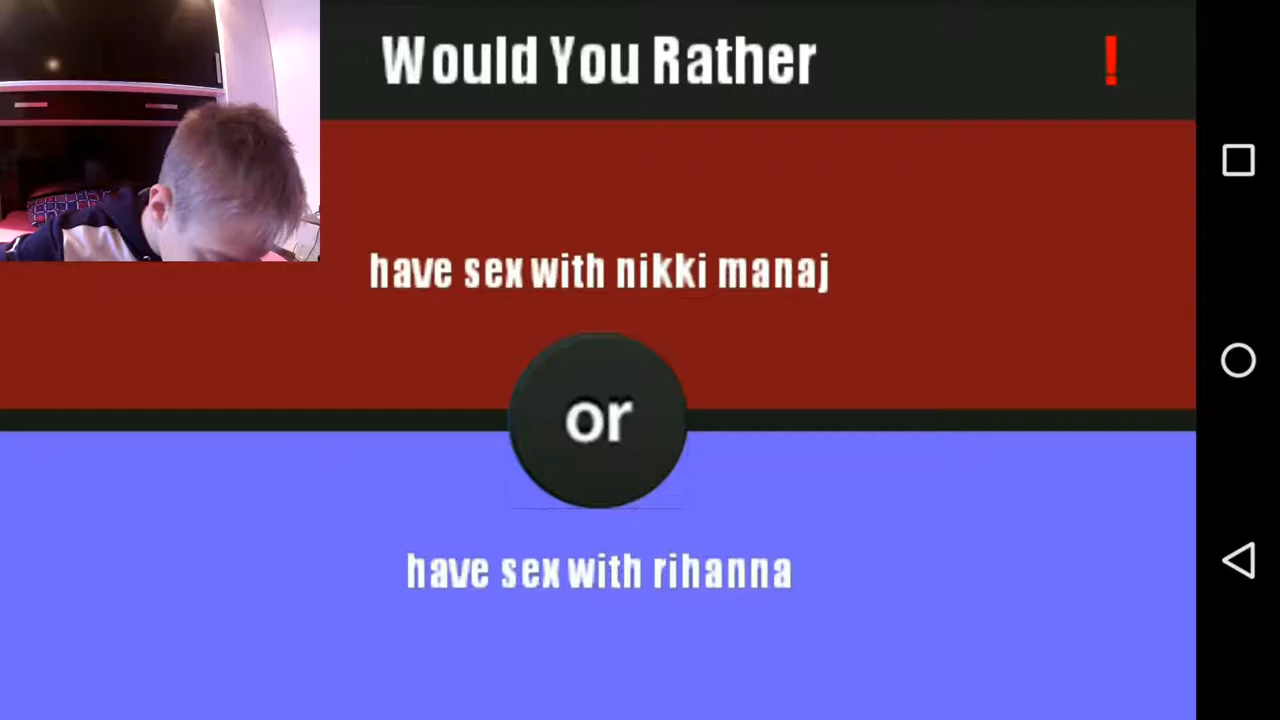 Would You Rather !
have sex with nikki manaj
or
have sex with rihanna